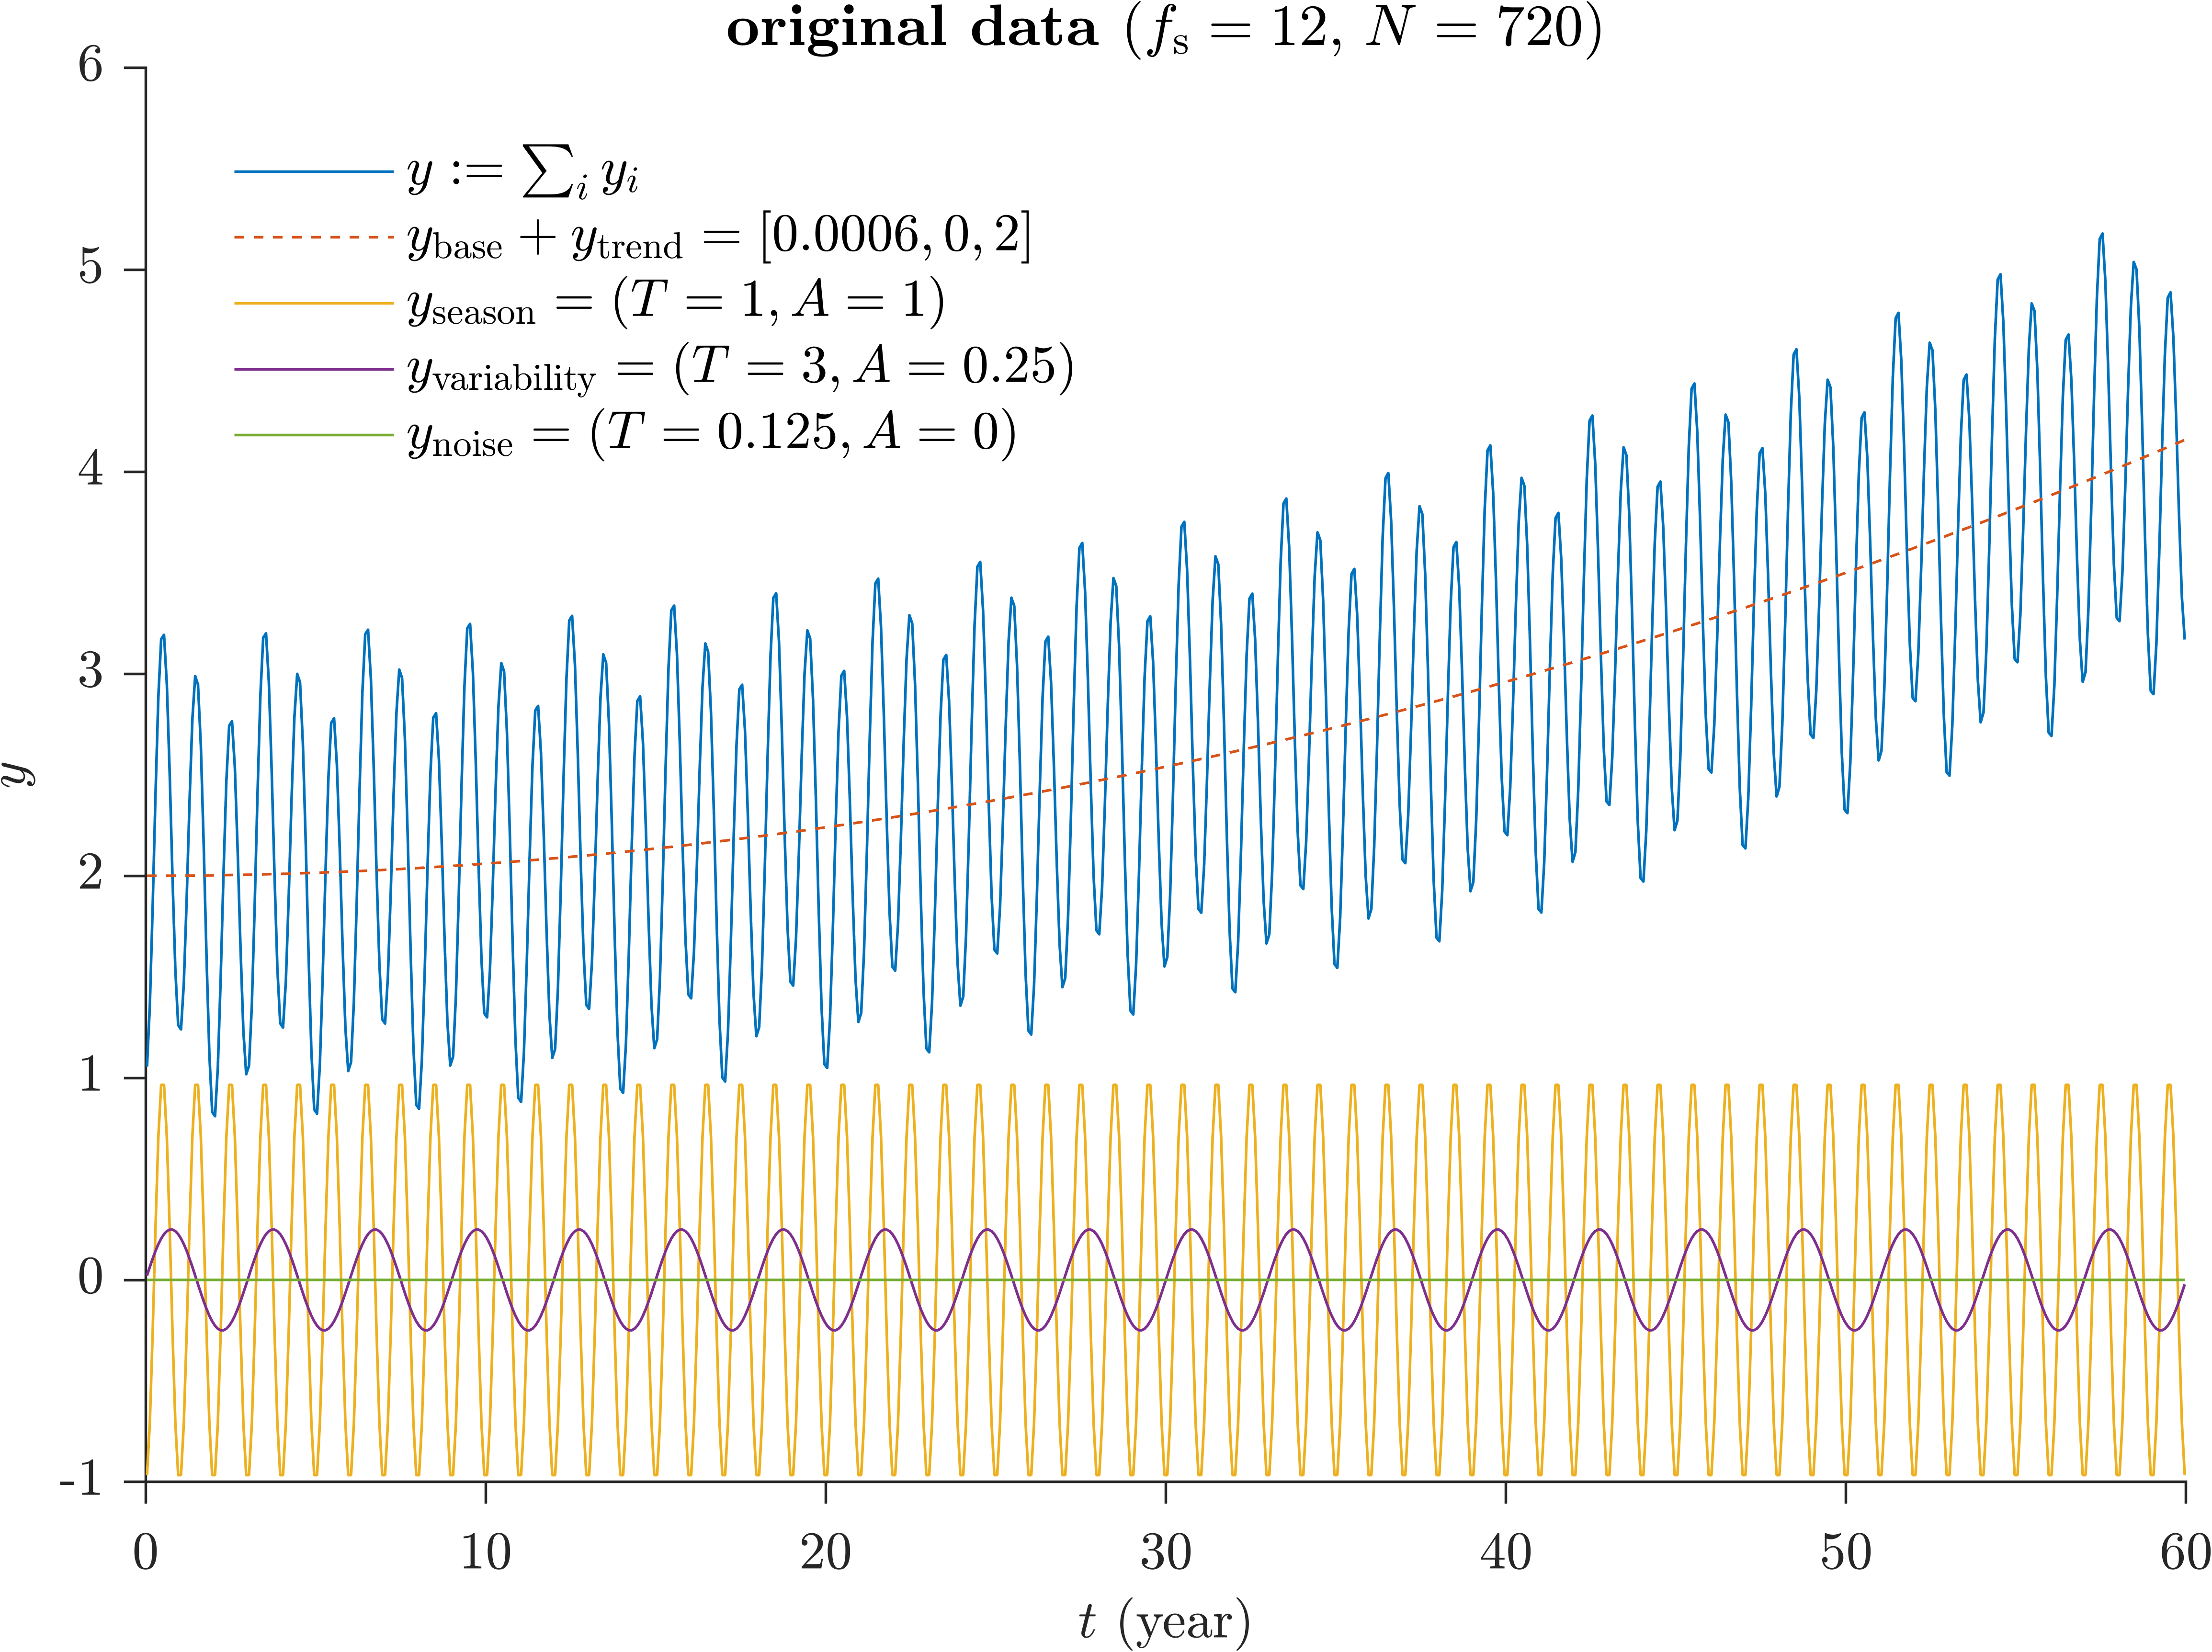 original data (fs = 12, N = 720)
6
5
4
3
2
1
0
-1
y
y := ∑i yi
ybase + ytrend = [0.0006, 0, 2]
yseason = (T = 1, A = 1)
yvariability = (T = 3, A = 0.25)
ynoise = (T = 0.125, A = 0)
0 10 20 30 40 50 60
t (year)